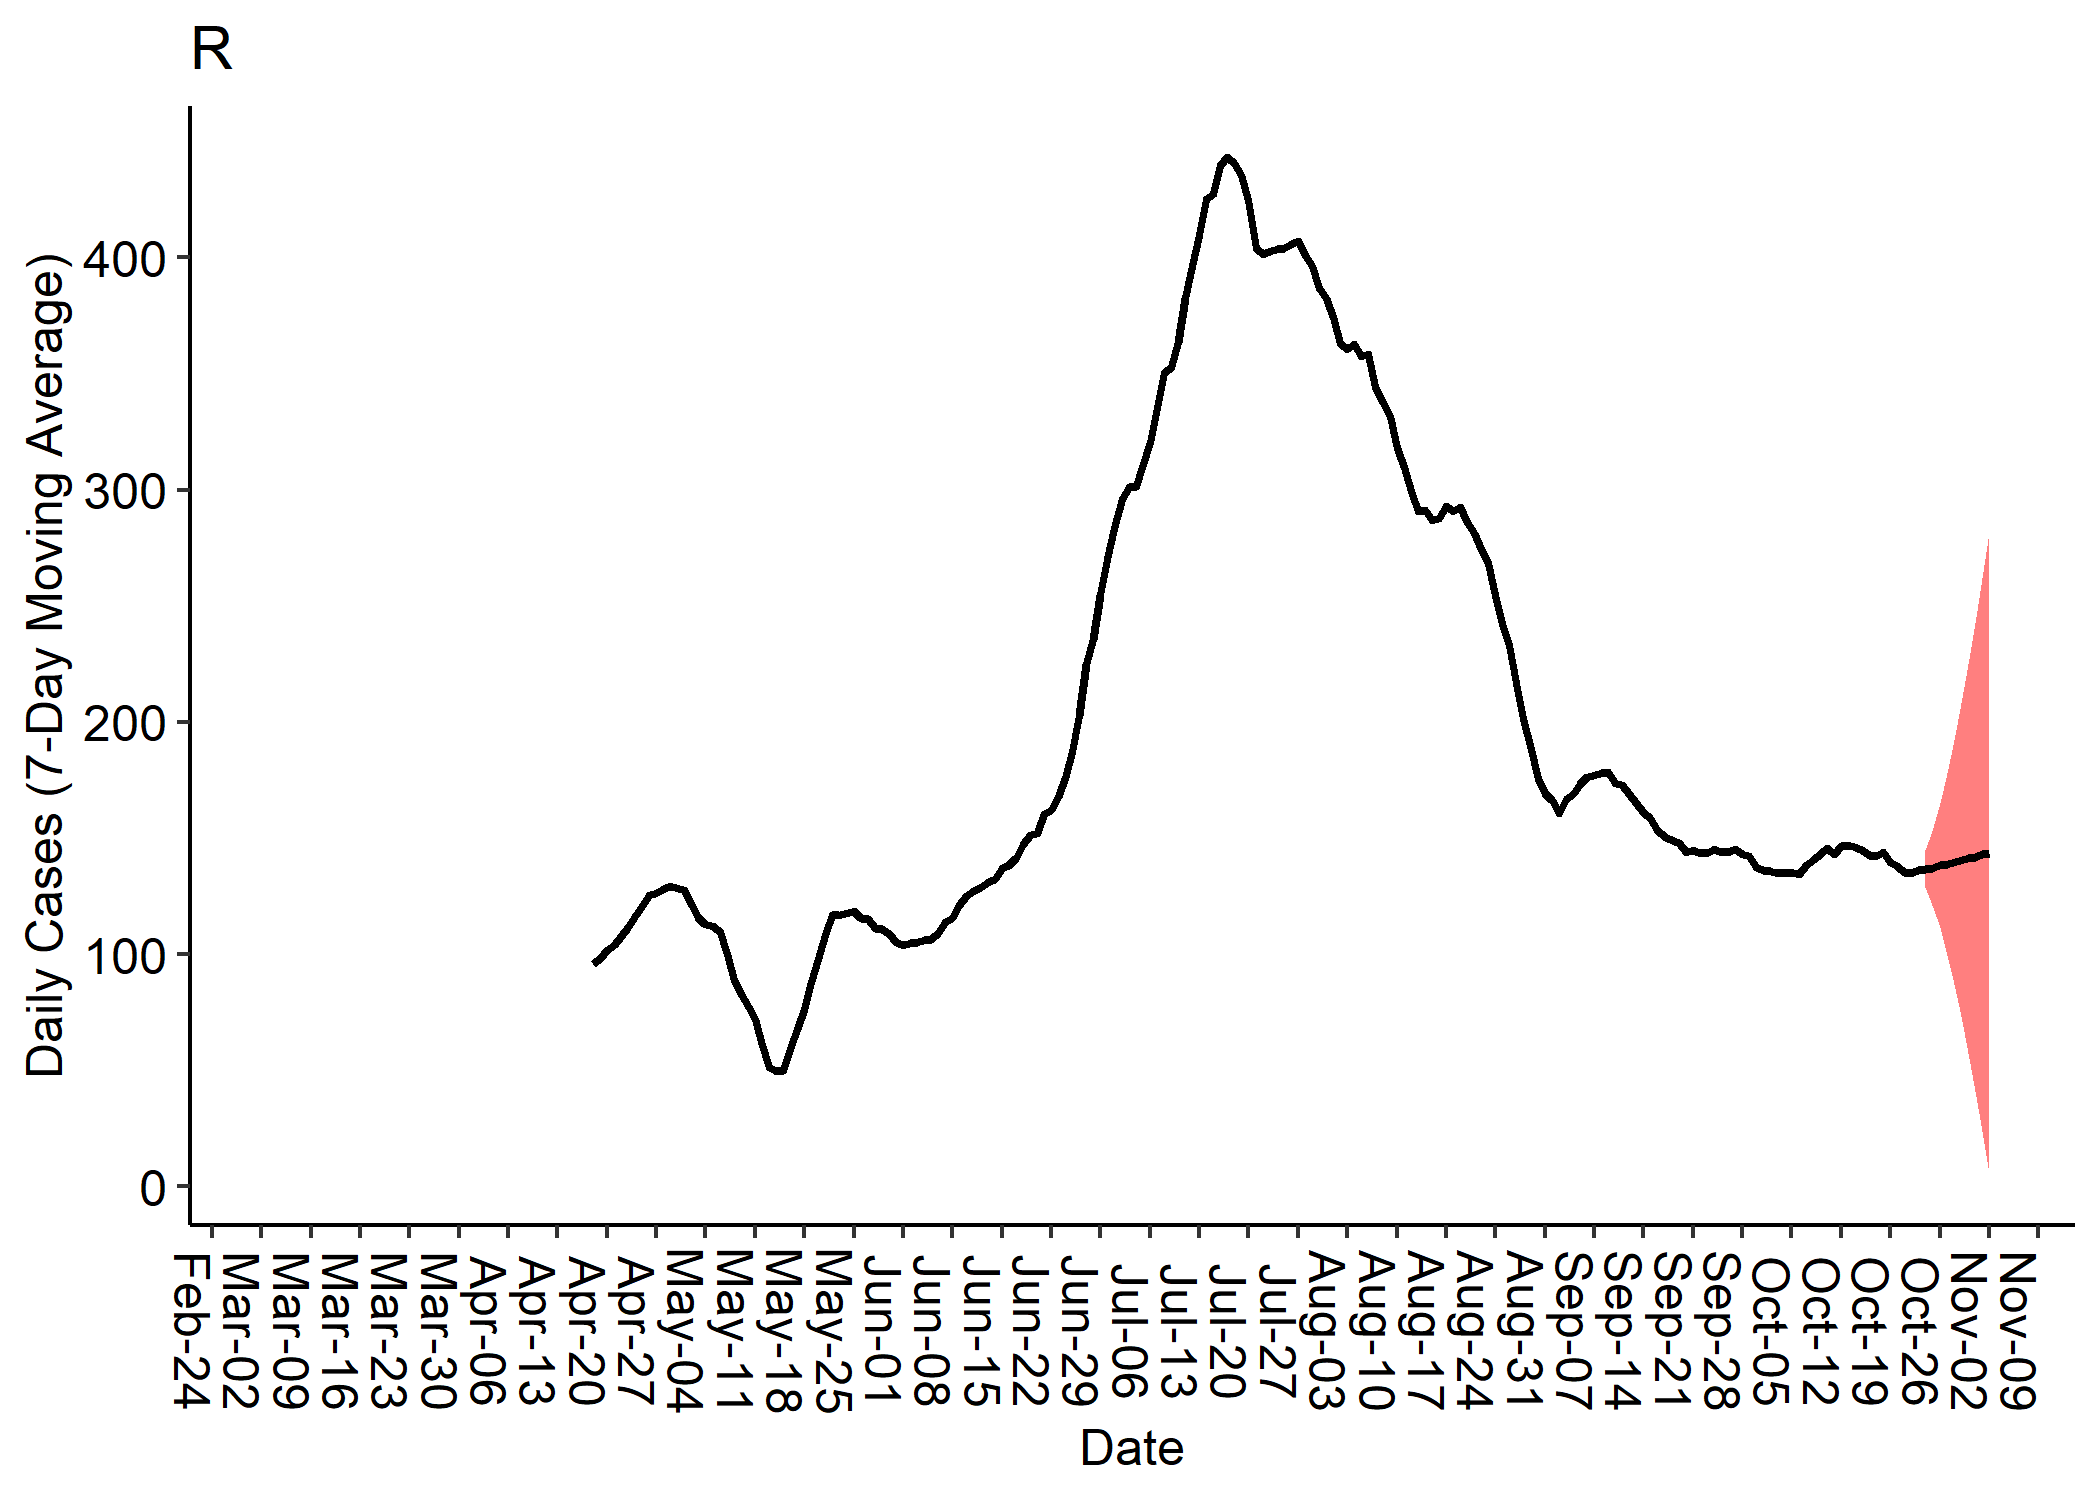 R
Daily Cases (7-Day Moving Average)
400
300
200
100
0
Feb-24
Mar-02
Mar-09
Mar-16
Mar-23
Mar-30
Apr-06
Apr-13
Apr-20
Apr-27
May-04
May-11
May-18
May-25
Jun-01
Jun-08
Jun-15
Jun-22
Jun-29
Jul-06
Jul-13
Jul-20
Jul-27
Aug-03
Aug-10
Aug-17
Aug-24
Aug-31
Sep-07
Sep-14
Sep-21
Sep-28
Oct-05
Oct-12
Oct-19
Oct-26
Nov-02
Nov-09
Date